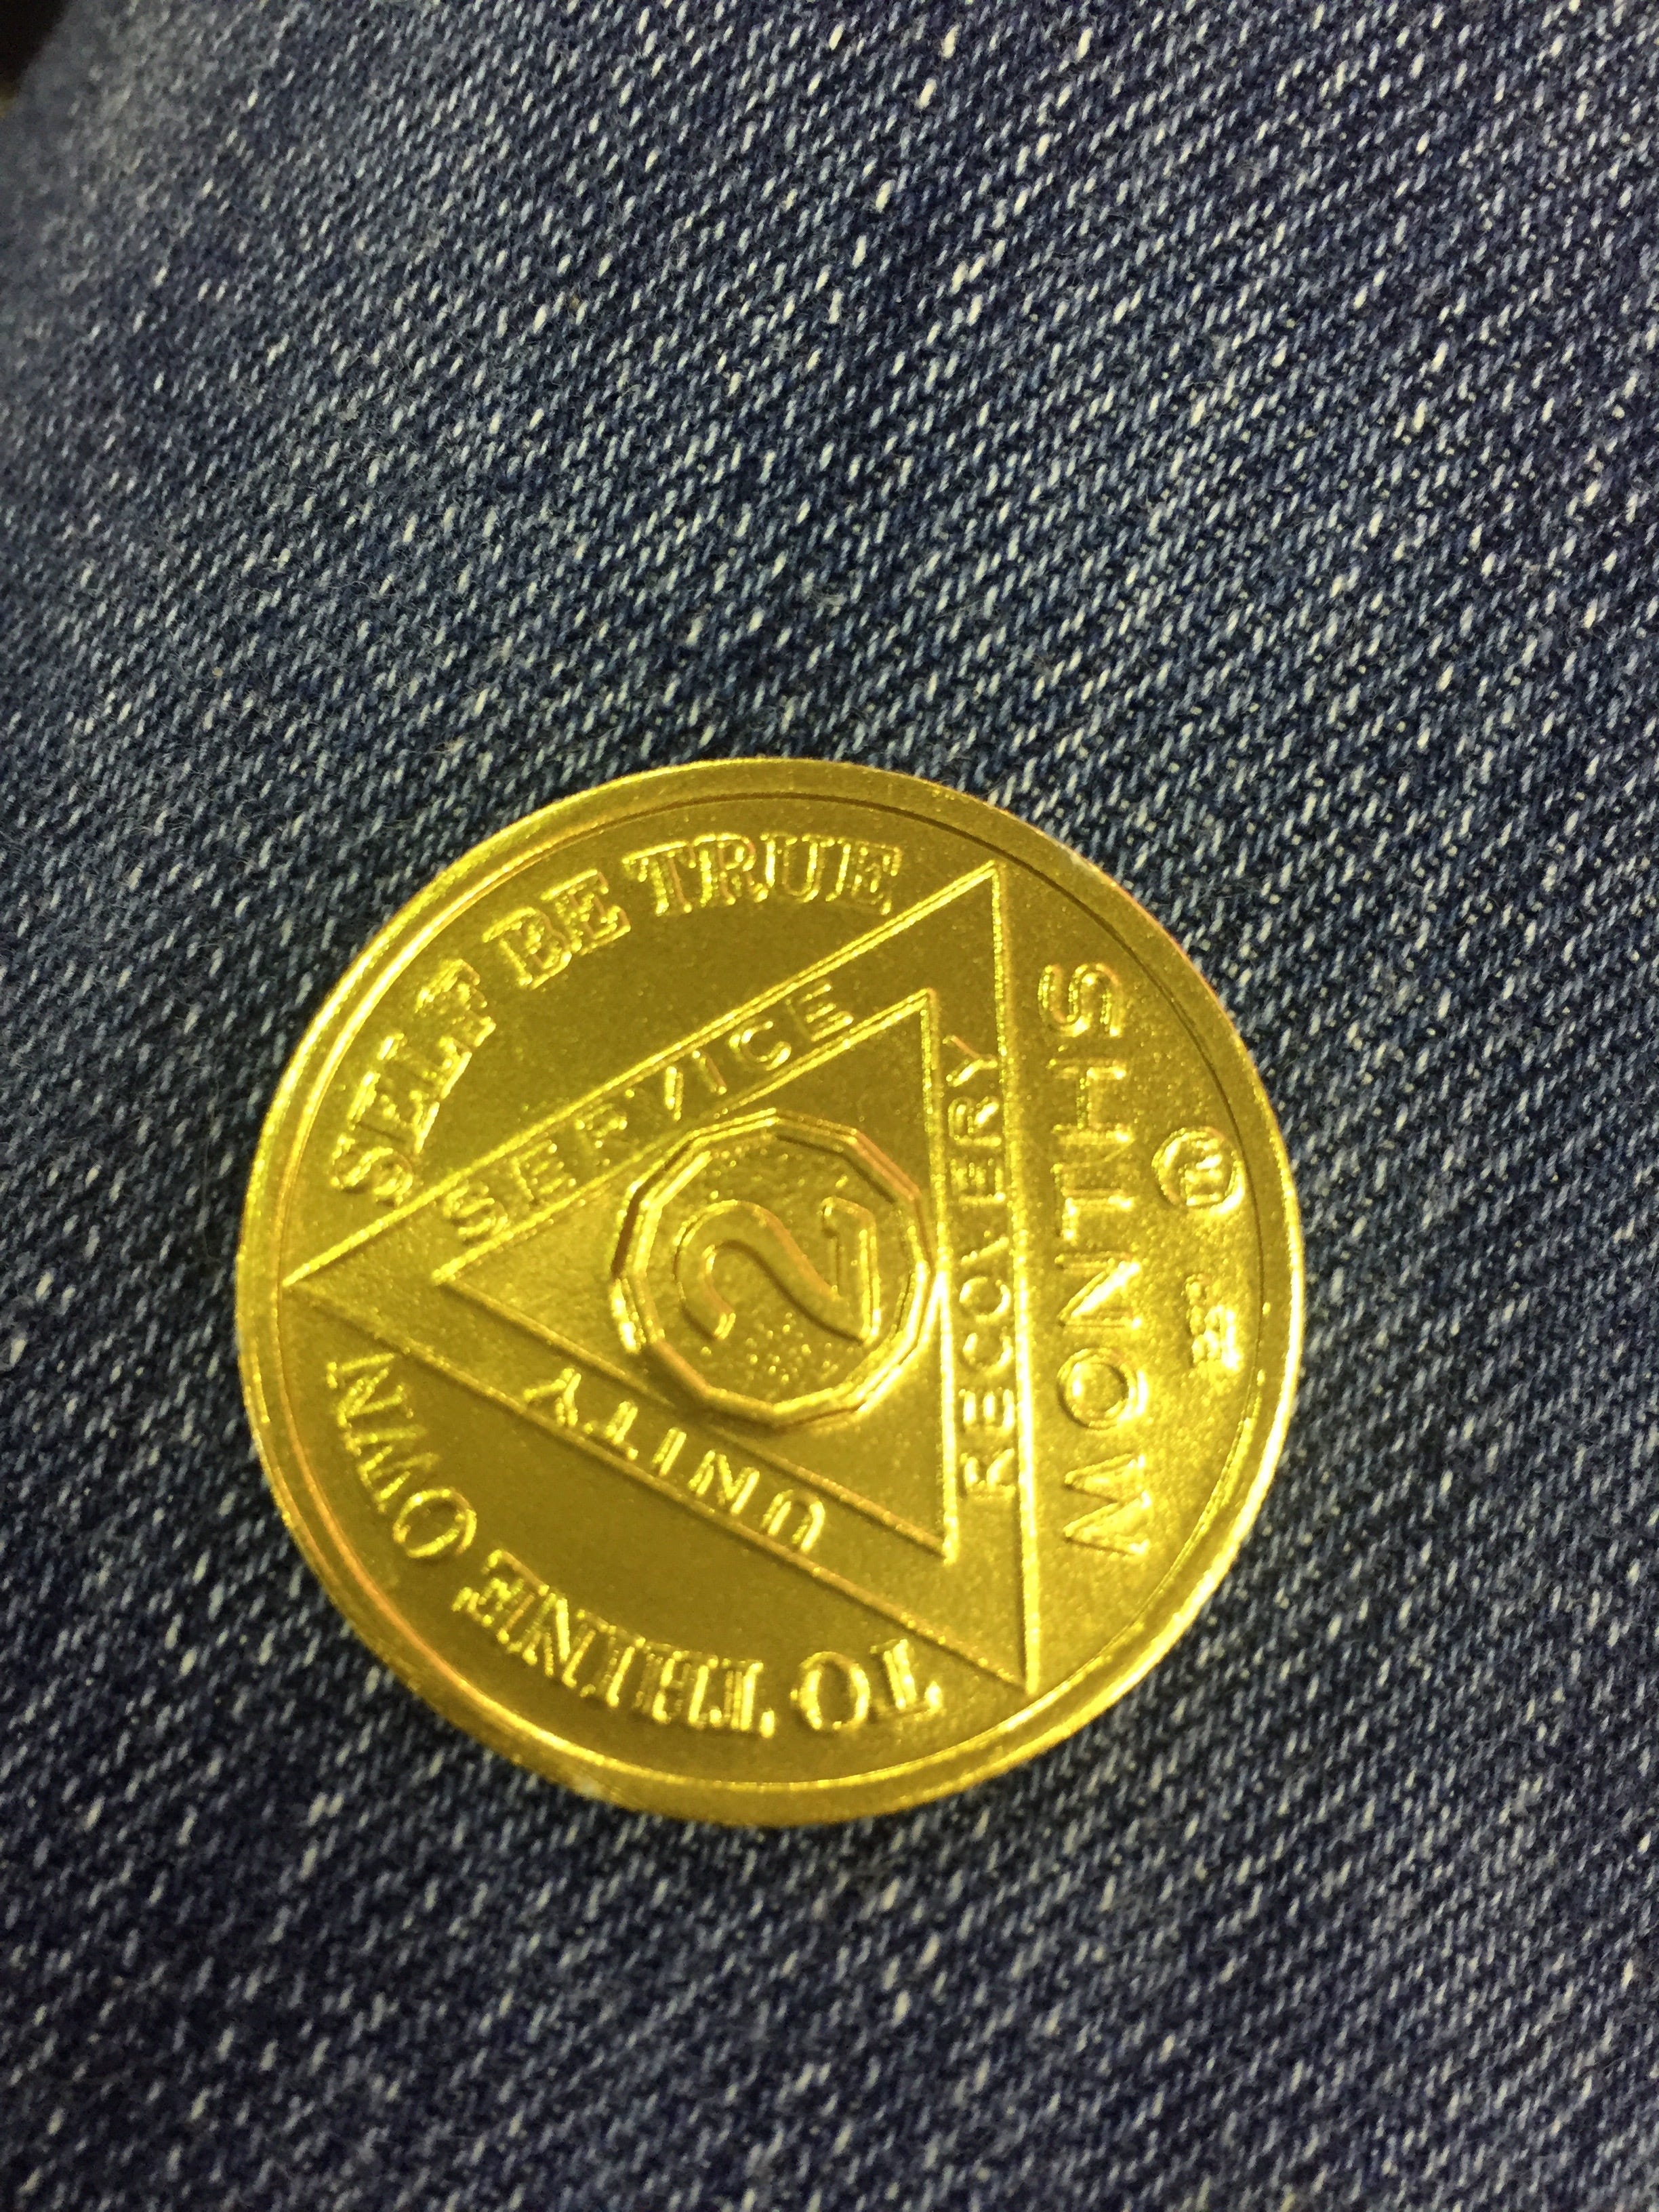 TO THINE OWN SELF BE TRUE
SERVICE
UNITY
RECOVERY
2
MONTHS